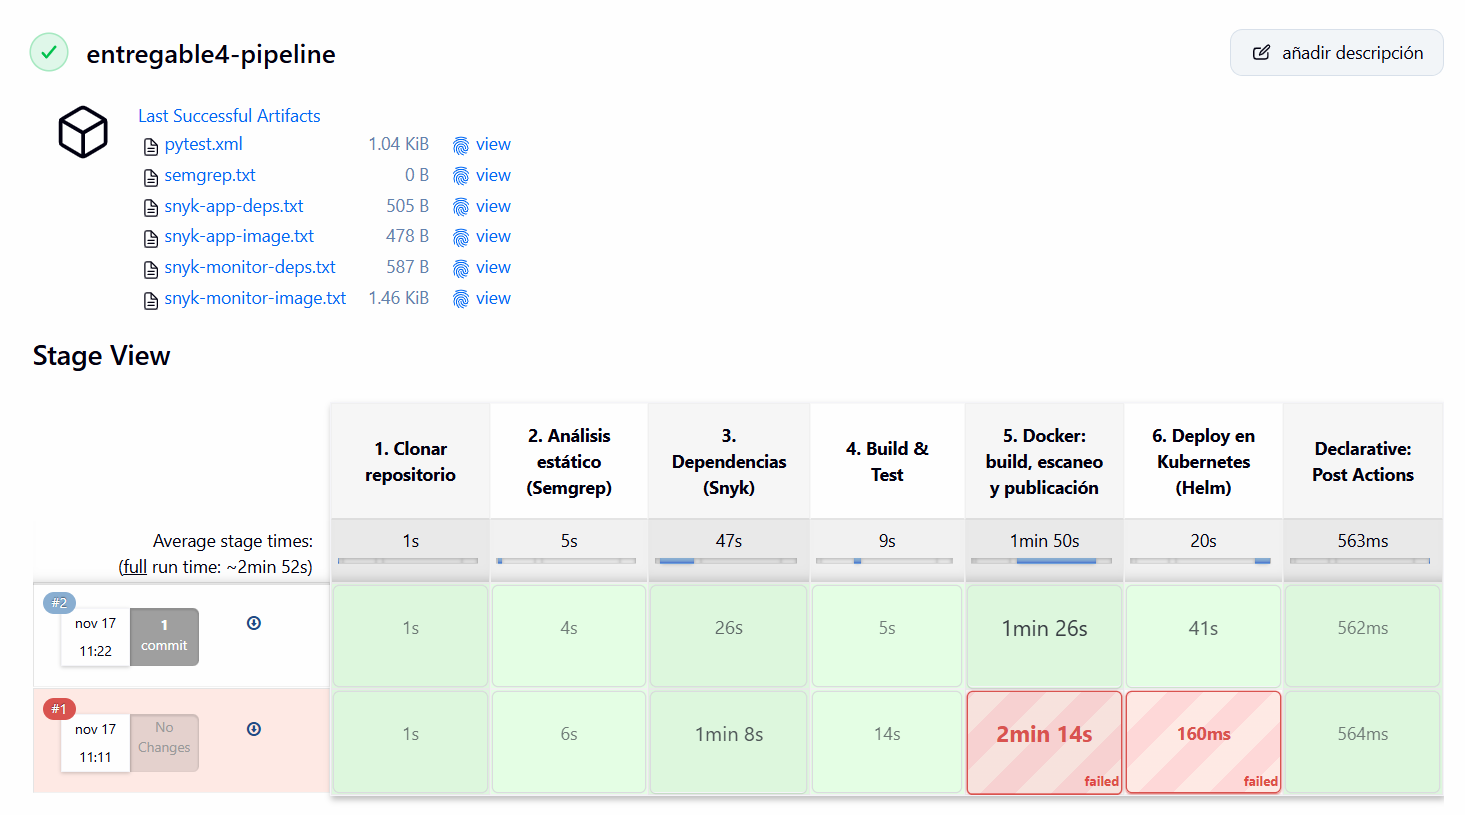 entregable4-pipeline
añadir descripción
Last Successful Artifacts
pytest.xml 1.04 KiB view
semgrep.txt 0 B view
snyk-app-deps.txt 505 B view
snyk-app-image.txt 478 B view
snyk-monitor-deps.txt 587 B view
snyk-monitor-image.txt 1.46 KiB view
Stage View
1. Clonar
repositorio
2. Análisis
estático
(Semgrep)
3.
Dependencias
(Snyk)
4. Build &
Test
5. Docker:
build, escaneo
y publicación
6. Deploy en
Kubernetes
(Helm)
Declarative:
Post Actions
Average stage times:
(full run time: ~2min 52s)
1s 5s 47s 9s 1min 50s 20s 563ms
#2
nov 17
11:22
1
commit
1s 4s 26s 5s 1min 26s 41s 562ms
#1
nov 17
11:11
No
Changes
1s 6s 1min 8s 14s 2min 14s 160ms 564ms
failed failed